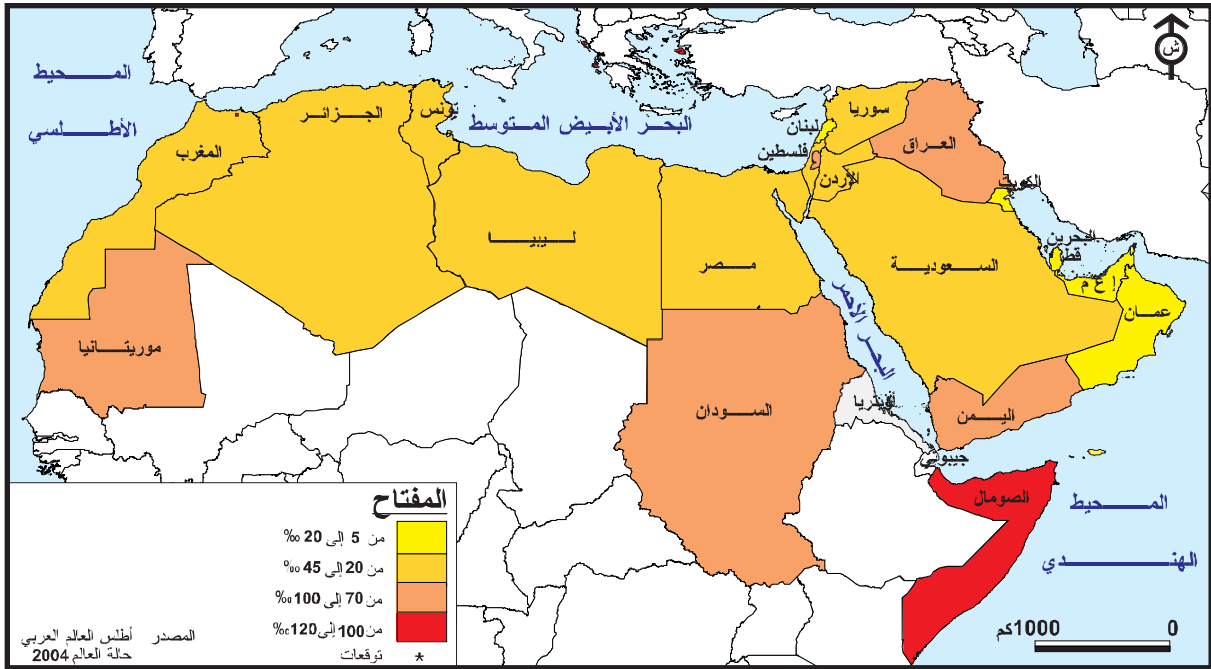 ش
المحيط
الأطلسي
البحر الأبيض المتوسط
تونس
الجزائر
المغرب
ليبيا
مصر
موريتانيا
السودان
سوريا
لبنان
فلسطين
الأردن
العراق
الكويت
البحرين
قطر
إ ع م
السعودية
عمان
اليمن
البحر الأحمر
جيبوتي
الصومال
المحيط
الهندي
المفتاح
من 5 إلى 20 ‰
من 20 إلى 45 ‰
من 70 إلى 100 ‰
من 100 إلى 120 ‰
* توقعات
المصدر أطلس العالم العربي
حالة العالم 2004
1000كم 0